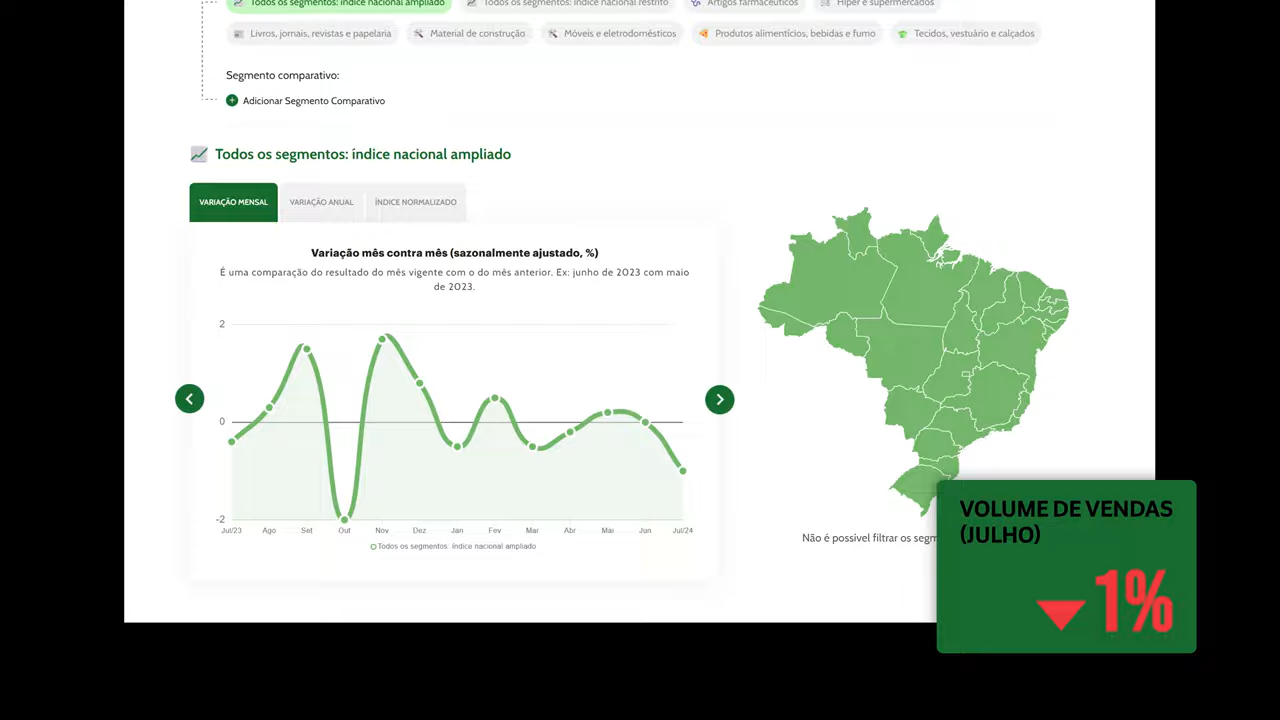 Todos os segmentos: índice nacional ampliado
Todos os segmentos: índice nacional restrito
Artigos farmacêuticos
Hiper e supermercados
Livros, jornais, revistas e papelaria
Material de construção
Móveis e eletrodomésticos
Produtos alimentícios, bebidas e fumo
Tecidos, vestuário e calçados
Segmento comparativo:
Adicionar Segmento Comparativo
Todos os segmentos: índice nacional ampliado
VARIAÇÃO MENSAL
VARIAÇÃO ANUAL
ÍNDICE NORMALIZADO
Variação mês contra mês (sazonalmente ajustado, %)
É uma comparação do resultado do mês vigente com o do mês anterior. Ex: junho de 2023 com maio
de 2023.
2
0
-2
Jul/23 Ago Set Out Nov Dez Jan Fev Mar Abr Mai Jun Jul/24
Todos os segmentos: índice nacional ampliado
Não é possível filtrar os segm
VOLUME DE VENDAS
(JULHO)
1%